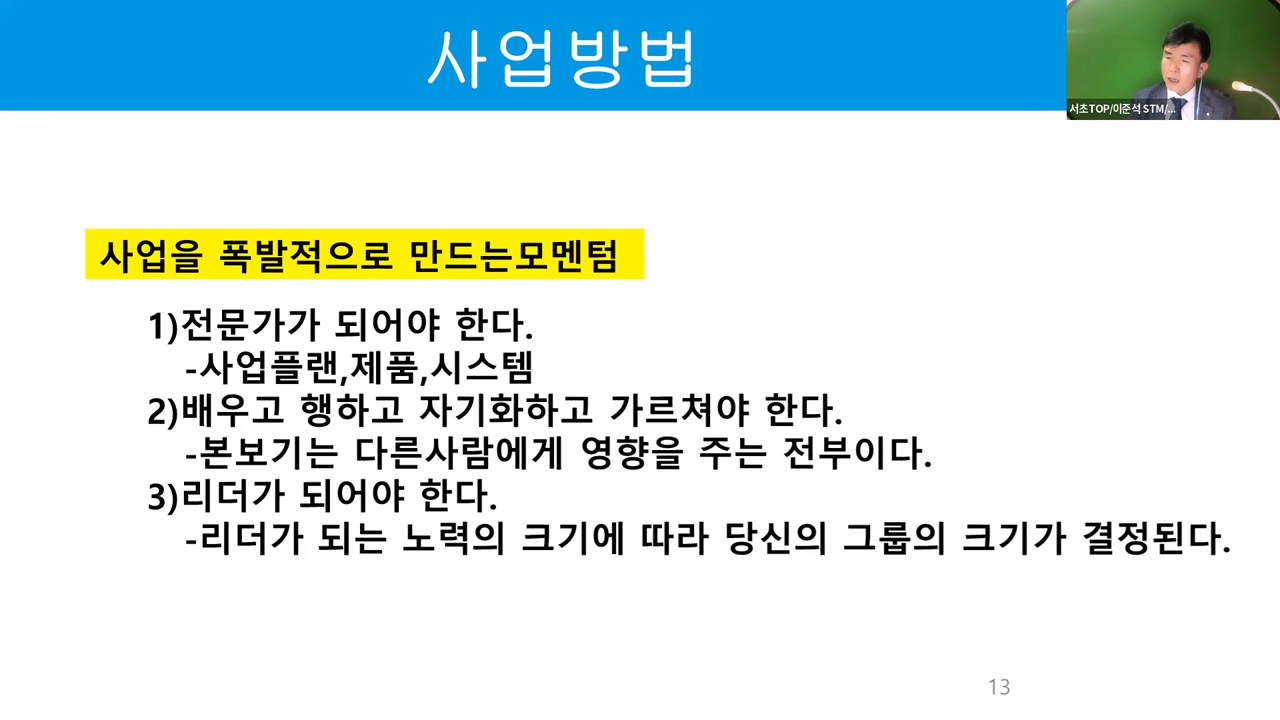 사업방법
서초TOP/이준석 STM/...
사업을 폭발적으로 만드는모멘텀
1)전문가가 되어야 한다.
-사업플랜,제품,시스템
2)배우고 행하고 자기화하고 가르쳐야 한다.
-본보기는 다른사람에게 영향을 주는 전부이다.
3)리더가 되어야 한다.
-리더가 되는 노력의 크기에 따라 당신의 그룹의 크기가 결정된다.
13